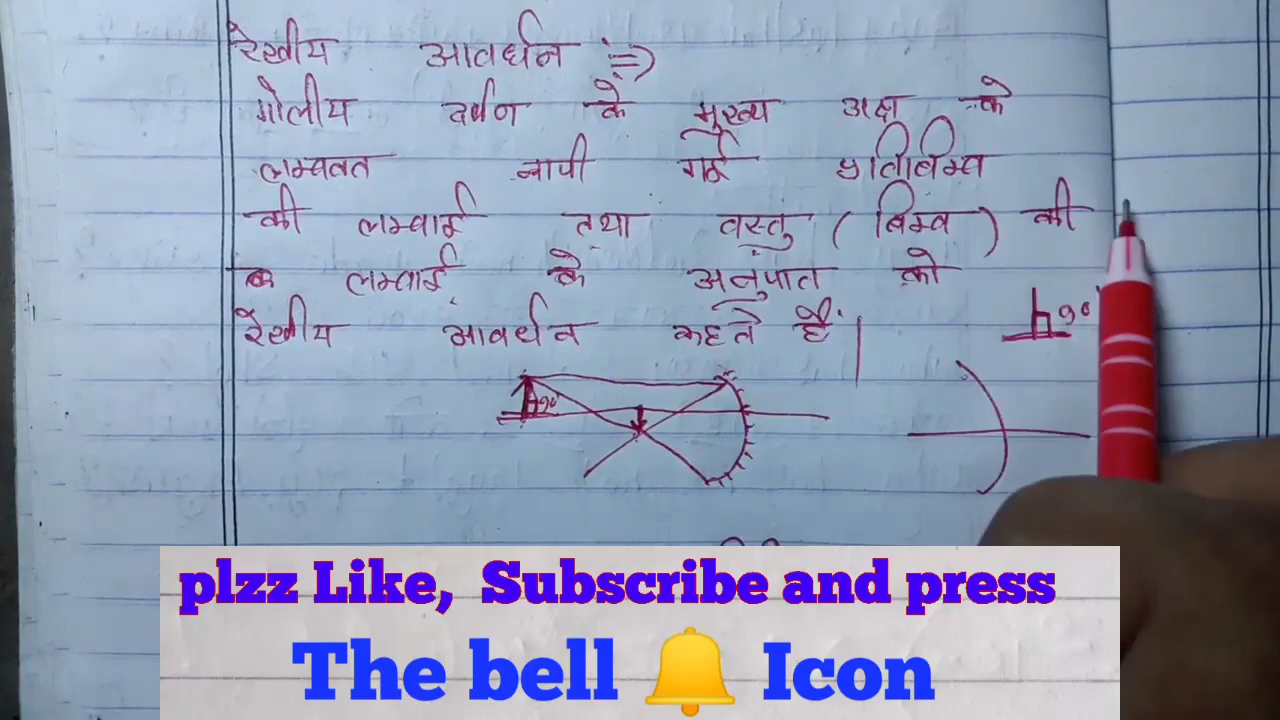 रेखीय आवर्धन :=>
गोलीय दर्पण के मुख्य अक्ष के
लम्बवत नापी गई प्रतिबिम्ब
की लम्बाई तथा वस्तु ( बिम्ब ) की
लम्बाई के अनुपात को
रेखीय आवर्धन कहते हैं।
90°
90°
plzz Like, Subscribe and press
The bell 🔔 Icon